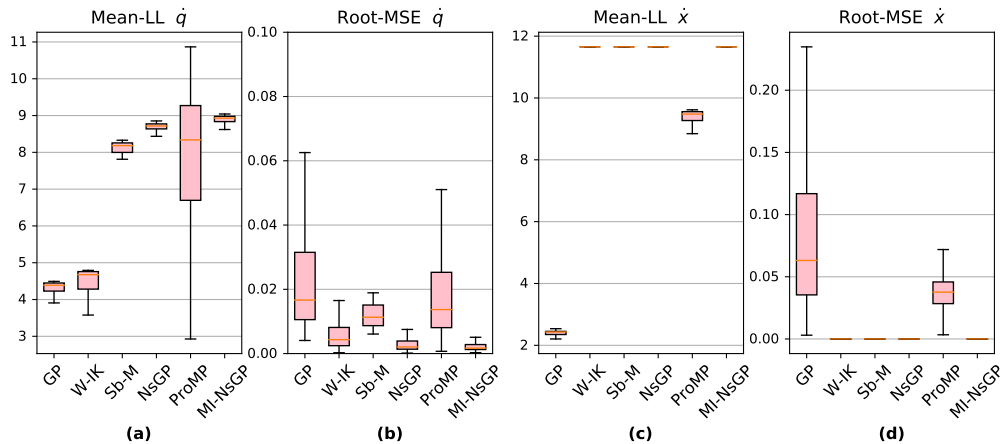 Mean-LL q̇
11
10
9
8
7
6
5
4
3
GP
W-IK
Sb-M
NsGP
ProMP
MI-NsGP
(a)
Root-MSE q̇
0.10
0.08
0.06
0.04
0.02
0.00
GP
W-IK
Sb-M
NsGP
ProMP
MI-NsGP
(b)
Mean-LL ẋ
12
10
8
6
4
2
GP
W-IK
Sb-M
NsGP
ProMP
MI-NsGP
(c)
Root-MSE ẋ
0.20
0.15
0.10
0.05
0.00
GP
W-IK
Sb-M
NsGP
ProMP
MI-NsGP
(d)